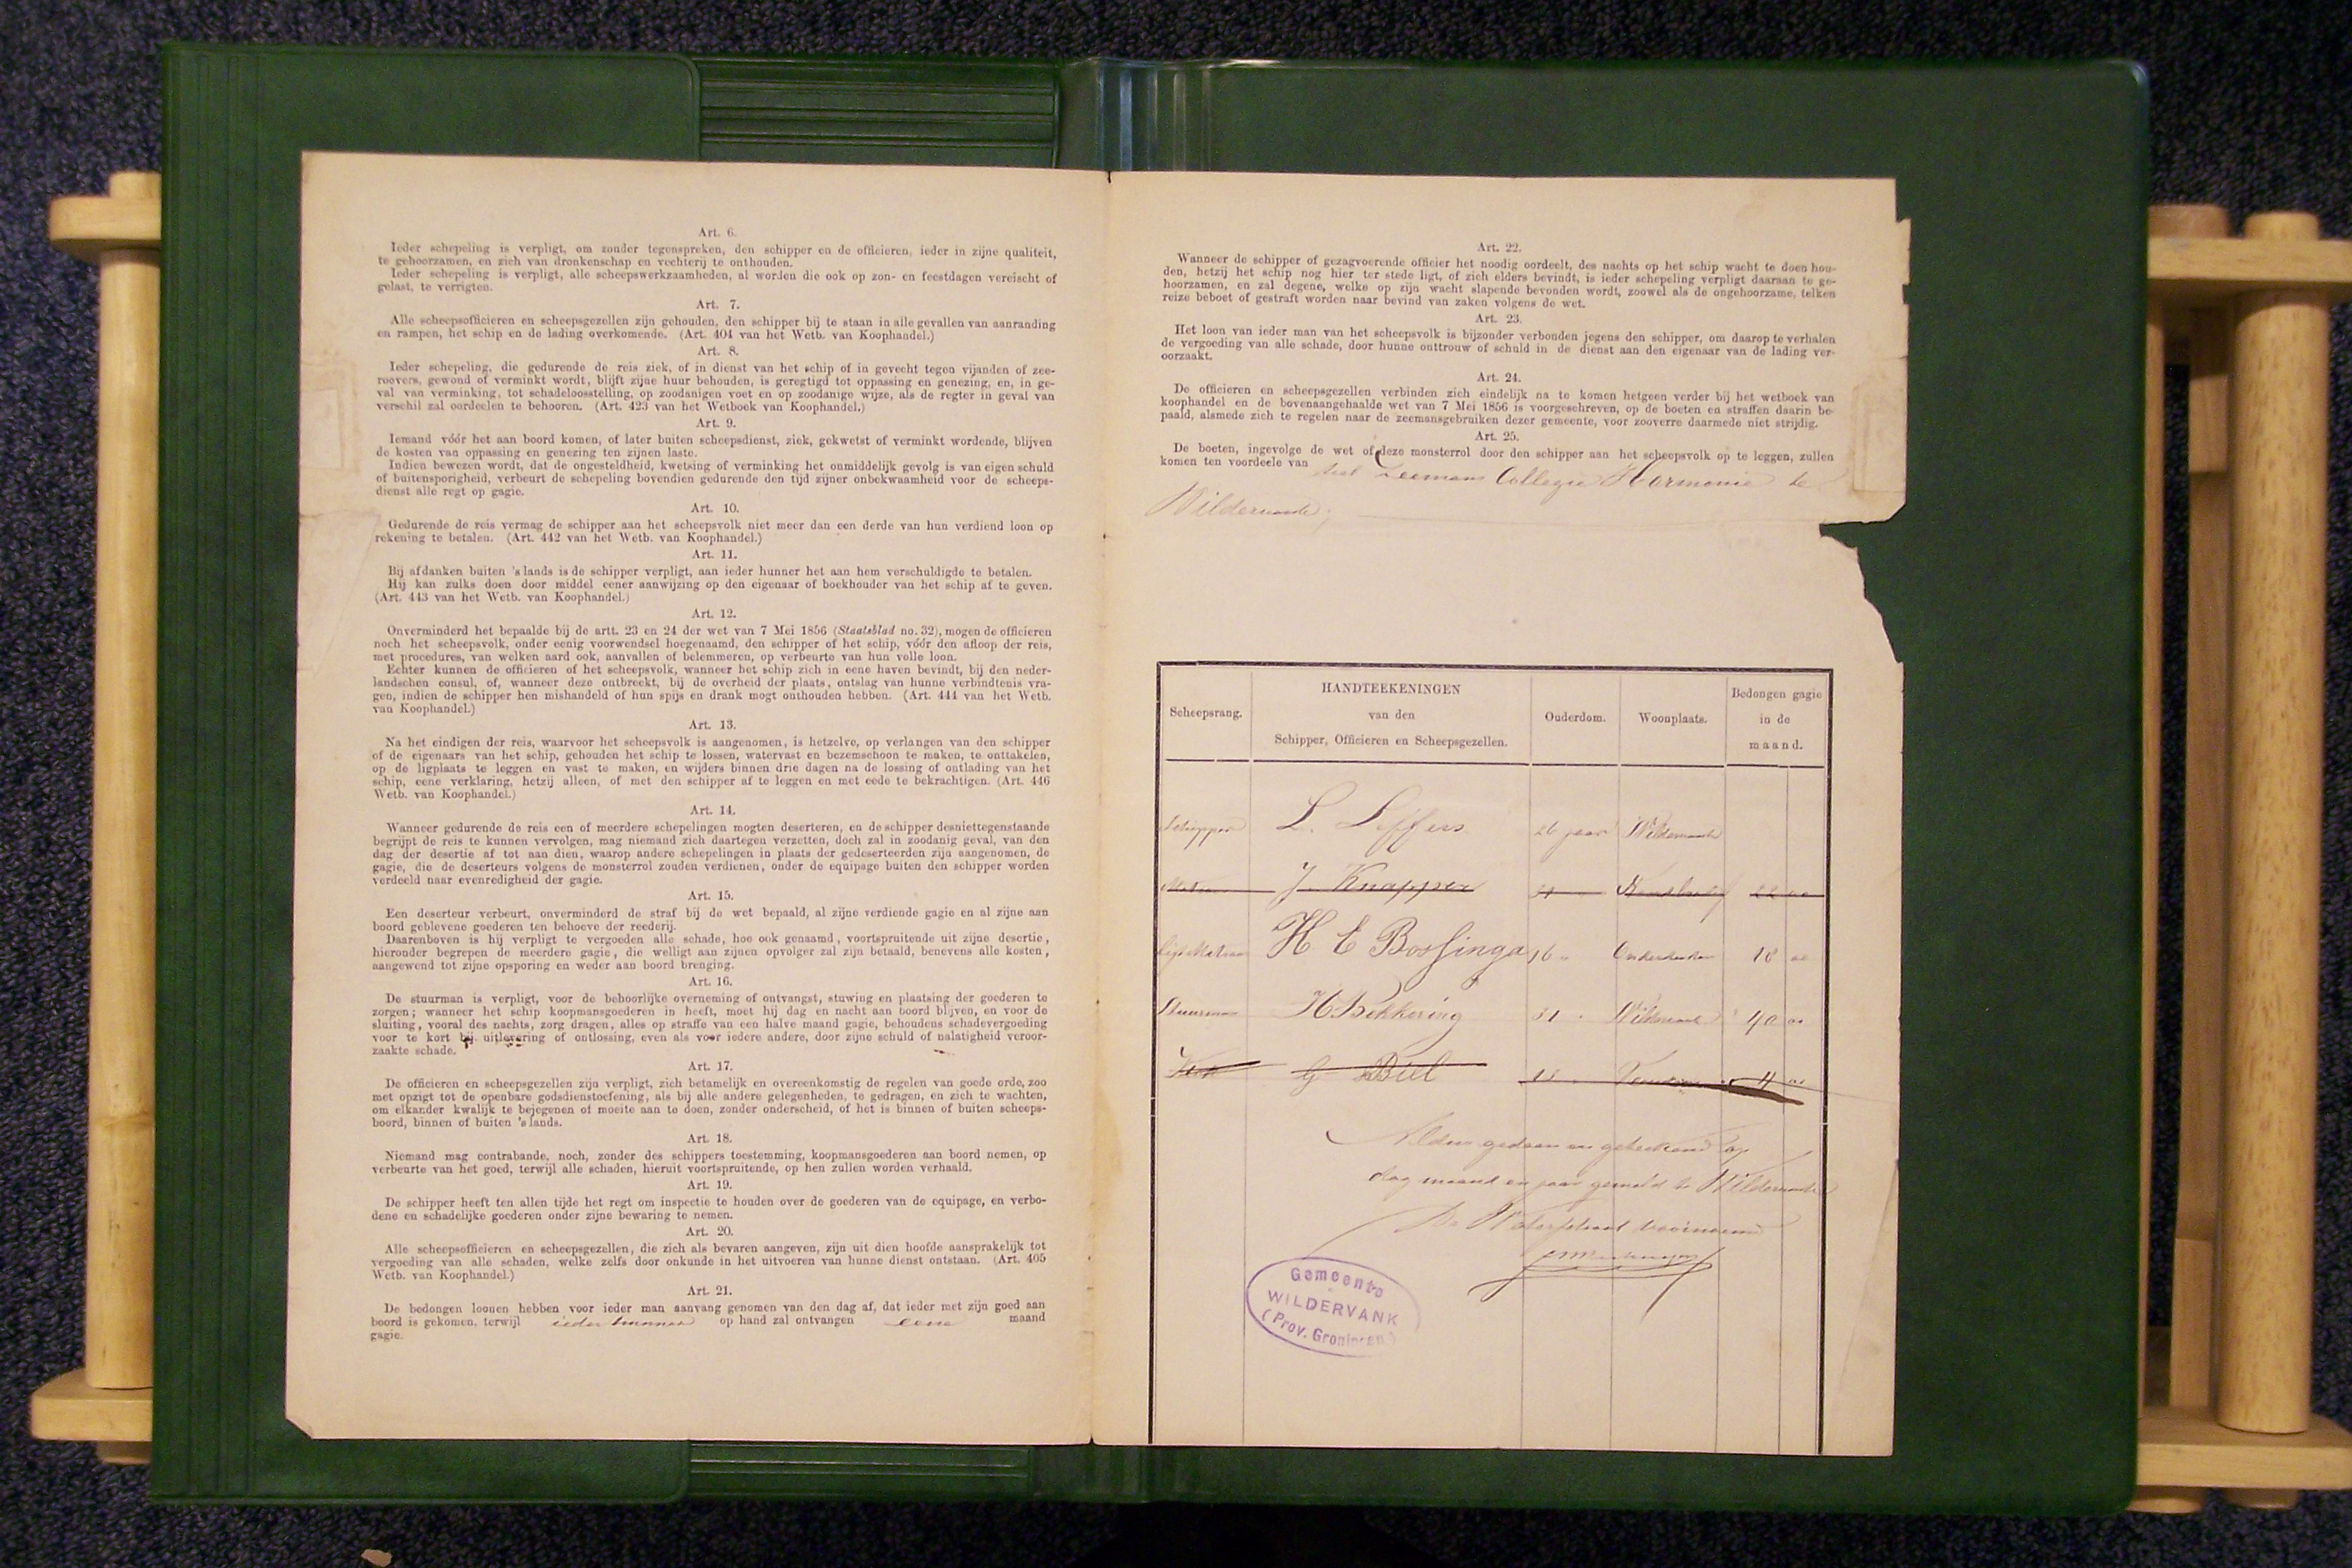 Art. 6.
Ieder schepeling is verpligt, om zonder tegenspreken, den schipper en de officieren, ieder in zijne qualiteit,
te gehoorzamen, en zich van dronkenschap en vechterij te onthouden.
Ieder schepeling is verpligt, alle scheepswerkzaamheden, al worden die ook op zon- en feestdagen vereischt of
gelast, te verrigten.
Art. 7.
Alle scheepsofficieren en scheepsgezellen zijn gehouden, den schipper bij te staan in alle gevallen van aanranding
en rampen, het schip en de lading overkomende. (Art. 404 van het Wetb. van Koophandel.)
Art. 8.
Ieder schepeling, die gedurende de reis ziek, of in dienst van het schip of in gevecht tegen vijanden of zee-
roovers, gewond of verminkt wordt, blijft zijne huur behouden, is geregtigd tot oppassing en genezing, en, in ge-
val van verminking, tot schadeloosstelling, op zoodanigen voet en op zoodanige wijze, als de regter in geval van
verschil zal oordeelen te behooren. (Art. 423 van het Wetboek van Koophandel.)
Art. 9.
Iemand vóór het aan boord komen, of later buiten scheepsdienst, ziek, gekwetst of verminkt wordende, blijven
de kosten van oppassing en genezing ten zijnen laste.
Indien bewezen wordt, dat de ongesteldheid, kwetsing of verminking het onmiddelijk gevolg is van eigen schuld
of buitensporigheid, verbeurt de schepeling bovendien gedurende den tijd zijner onbekwaamheid voor de scheeps-
dienst alle regt op gagie.
Art. 10.
Gedurende de reis vermag de schipper aan het scheepsvolk niet meer dan een derde van hun verdiend loon op
rekening te betalen. (Art. 442 van het Wetb. van Koophandel.)
Art. 11.
Bij afdanken buiten 's lands is de schipper verpligt, aan ieder hunner het aan hem verschuldigde te betalen.
Hij kan zulks doen door middel eener aanwijzing op den eigenaar of boekhouder van het schip af te geven.
(Art. 443 van het Wetb. van Koophandel.)
Art. 12.
Onverminderd het bepaalde bij de artt. 23 en 24 der wet van 7 Mei 1856 (Staatsblad no. 32), mogen de officieren
noch het scheepsvolk, onder eenig voorwendsel hoegenaamd, den schipper of het schip, vóór den afloop der reis,
met procedures, van welken aard ook, aanvallen of belemmeren, op verbeurte van hun volle loon.
Echter kunnen de officieren of het scheepsvolk, wanneer het schip zich in eene haven bevindt, bij den neder-
landschen consul, of, wanneer deze ontbreekt, bij de overheid der plaats, ontslag van hunne verbindtenis vra-
gen, indien de schipper hen mishandeld of hun spijs en drank mogt onthouden hebben. (Art. 444 van het Wetb.
van Koophandel.)
Art. 13.
Na het eindigen der reis, waarvoor het scheepsvolk is aangenomen, is hetzelve, op verlangen van den schipper
of de eigenaars van het schip, gehouden het schip te lossen, watervast en bezemschoon te maken, te onttakelen,
op de ligplaats te leggen en vast te maken, en wijders binnen drie dagen na de lossing of ontlading van het
schip, eene verklaring, hetzij alleen, of met den schipper af te leggen en met eede te bekrachtigen. (Art. 446
Wetb. van Koophandel.)
Art. 14.
Wanneer gedurende de reis een of meerdere schepelingen mogten deserteren, en de schipper desniettegenstaande
begrijpt de reis te kunnen vervolgen, mag niemand zich daartegen verzetten, doch zal in zoodanig geval, van den
dag der desertie af tot aan dien, waarop andere schepelingen in plaats der gedeserteerden zijn aangenomen, de
gagie, die de deserteurs volgens de monsterrol zouden verdienen, onder de equipage buiten den schipper worden
verdeeld naar evenredigheid der gagie.
Art. 15.
Een deserteur verbeurt, onverminderd de straf bij de wet bepaald, al zijne verdiende gagie en al zijne aan
boord geblevene goederen ten behoeve der reederij.
Daarenboven is hij verpligt te vergoeden alle schade, hoe ook genaamd, voortspruitende uit zijne desertie,
hieronder begrepen de meerdere gagie, die welligt aan zijnen opvolger zal zijn betaald, benevens alle kosten,
aangewend tot zijne opsporing en weder aan boord brenging.
Art. 16.
De stuurman is verpligt, voor de behoorlijke overneming of ontvangst, stuwing en plaatsing der goederen te
zorgen; wanneer het schip koopmansgoederen in heeft, moet hij dag en nacht aan boord blijven, en voor de
sluiting, vooral des nachts, zorg dragen, alles op straffe van een halve maand gagie, behoudens schadevergoeding
voor te kort bij uitlevering of ontlossing, even als voor iedere andere, door zijne schuld of nalatigheid veroor-
zaakte schade.
Art. 17.
De officieren en scheepsgezellen zijn verpligt, zich betamelijk en overeenkomstig de regelen van goede orde, zoo
met opzigt tot de openbare godsdienstoefening, als bij alle andere gelegenheden, te gedragen, en zich te wachten,
om elkander kwalijk te bejegenen of moeite aan te doen, zonder onderscheid, of het is binnen of buiten scheeps-
boord, binnen of buiten 's lands.
Art. 18.
Niemand mag contrabande, noch, zonder des schippers toestemming, koopmansgoederen aan boord nemen, op
verbeurte van het goed, terwijl alle schaden, hieruit voortspruitende, op hen zullen worden verhaald.
Art. 19.
De schipper heeft ten allen tijde het regt om inspectie te houden over de goederen van de equipage, en verbo-
dene en schadelijke goederen onder zijne bewaring te nemen.
Art. 20.
Alle scheepsofficieren en scheepsgezellen, die zich als bevaren aangeven, zijn uit dien hoofde aansprakelijk tot
vergoeding van alle schaden, welke zelfs door onkunde in het uitvoeren van hunne dienst ontstaan. (Art. 405
Wetb. van Koophandel.)
Art. 21.
De bedongen loonen hebben voor ieder man aanvang genomen van den dag af, dat ieder met zijn goed aan
boord is gekomen, terwijl ieder hunner op hand zal ontvangen eene maand
gagie.
Art. 22.
Wanneer de schipper of gezagvoerende officier het noodig oordeelt, des nachts op het schip wacht te doen hou-
den, hetzij het schip nog hier ter stede ligt, of zich elders bevindt, is ieder schepeling verpligt daaraan te ge-
hoorzamen, en zal degene, welke op zijn wacht slapende bevonden wordt, zoowel als de ongehoorzame, telken
reize beboet of gestraft worden naar bevind van zaken volgens de wet.
Art. 23.
Het loon van ieder man van het scheepsvolk is bijzonder verbonden jegens den schipper, om daarop te verhalen
de vergoeding van alle schade, door hunne onttrouw of schuld in de dienst aan den eigenaar van de lading ver-
oorzaakt.
Art. 24.
De officieren en scheepsgezellen verbinden zich eindelijk na te komen hetgeen verder bij het wetboek van
koophandel en de bovenaangehaalde wet van 7 Mei 1856 is voorgeschreven, op de boeten en straffen daarin be-
paald, alsmede zich te regelen naar de zeemansgebruiken dezer gemeente, voor zooverre daarmede niet strijdig.
Art. 25.
De boeten, ingevolge de wet of deze monsterrol door den schipper aan het scheepsvolk op te leggen, zullen
komen ten voordeele van het Zeemans Collegie Harmonie te
Wildervank;
Scheepsrang. HANDTEEKENINGEN van den Schipper, Officieren en Scheepsgezellen. Ouderdom. Woonplaats. Bedongen gagie in de maand.
Schipper L. Leffers 26 jaar Wildervank
Matroos J. Knapper 22
Ligt Matroos H E Bossinga 16 " 18 00
Stuurman H Bekkering 31 " Wildervank 40 00
Kok G Biel
Aldus gedaan en geteekend op
dag maand en jaar gemeld te Wildervank
De Waterschout voornoemd
Gemeente
WILDERVANK
(Prov. Groningen)